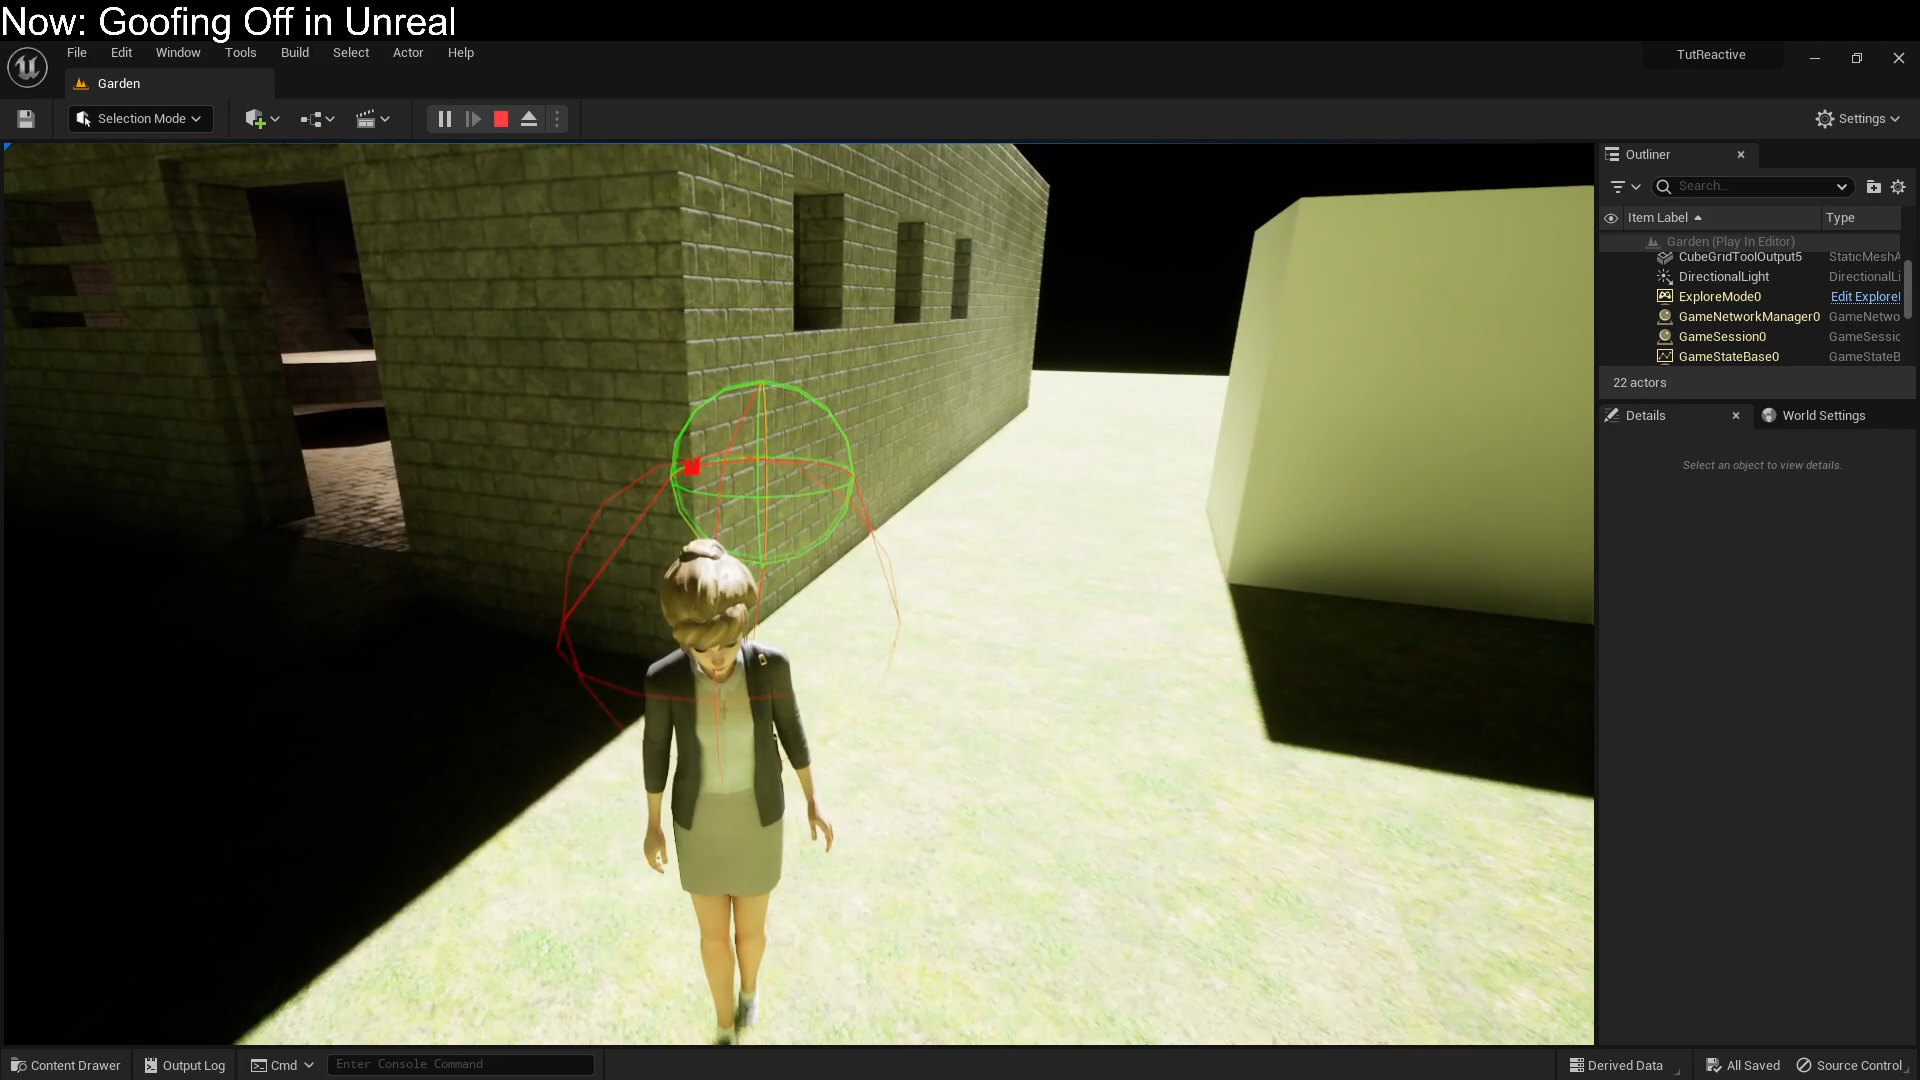 Now: Goofing Off in Unreal
File Edit Window Tools Build Select Actor Help
TutReactive
Garden
Selection Mode
Settings
Outliner
Search...
Item Label Type
Garden (Play In Editor)
CubeGridToolOutput5 StaticMeshA
DirectionalLight DirectionalLi
ExploreMode0 Edit Explorel
GameNetworkManager0 GameNetwo
GameSession0 GameSessic
GameStateBase0 GameStateB
22 actors
Details World Settings
Select an object to view details.
Content Drawer Output Log Cmd Enter Console Command Derived Data All Saved Source Control